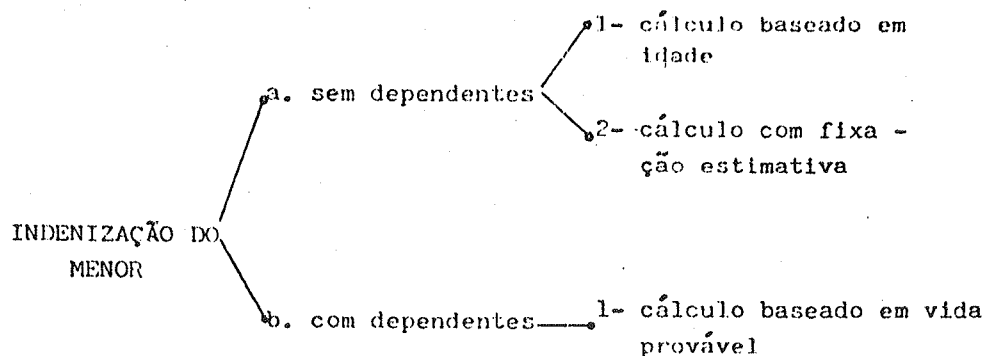 1- cálculo baseado em
idade
a. sem dependentes
2- cálculo com fixa -
ção estimativa
INDENIZAÇÃO DO
MENOR
b. com dependentes
1- cálculo baseado em vida
provável